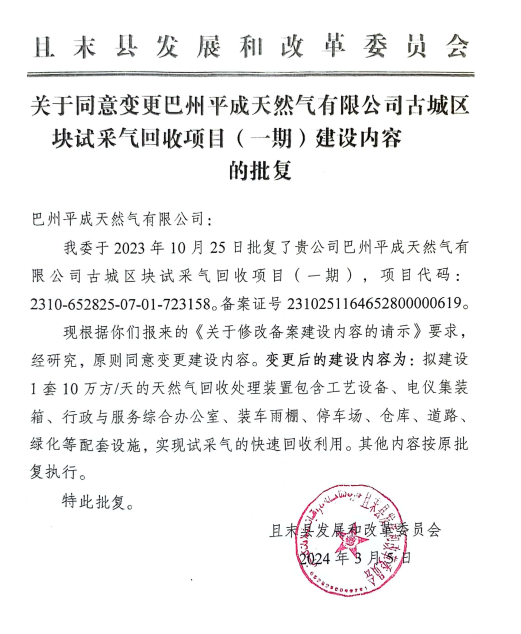 且末县发展和改革委员会
关于同意变更巴州平成天然气有限公司古城区
块试采气回收项目（一期）建设内容
的批复
巴州平成天然气有限公司：
我委于 2023 年 10 月 25 日批复了贵公司巴州平成天然气有
限公司古城区块试采气回收项目（一期），项目代码：
2310-652825-07-01-723158。备案证号 2310251164652800000619。
现根据你们报来的《关于修改备案建设内容的请示》要求，
经研究，原则同意变更建设内容。变更后的建设内容为：拟建设
1 套 10 万方/天的天然气回收处理装置包含工艺设备、电仪集装
箱、行政与服务综合办公室、装车雨棚、停车场、仓库、道路、
绿化等配套设施，实现试采气的快速回收利用。其他内容按原批
复执行。
特此批复。
且末县发展和改革委员会
2024 年 3 月 日
且末县发展和改革委员会